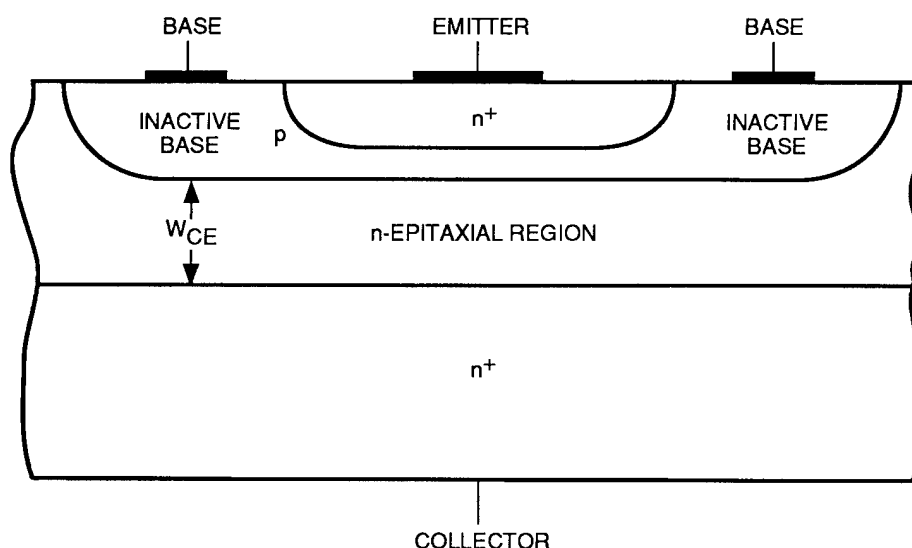 BASE
EMITTER
BASE
INACTIVE
BASE
p
n+
INACTIVE
BASE
WCE
n-EPITAXIAL REGION
n+
COLLECTOR